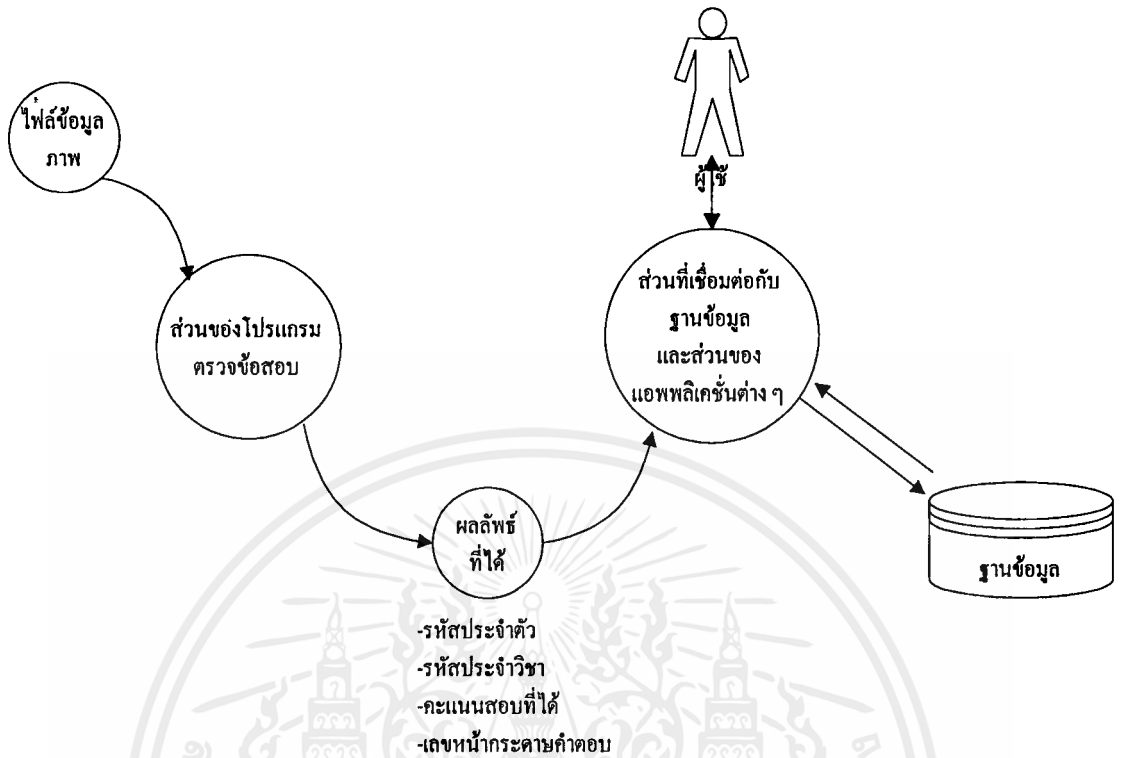 ไฟล์ข้อมูล
ภาพ
ผู้ใช้
ส่วนของโปรแกรม
ตรวจข้อสอบ
ส่วนที่เชื่อมต่อกับ
ฐานข้อมูล
และส่วนของ
แอพพลิเคชั่นต่าง ๆ
ผลลัพธ์
ที่ได้
ฐานข้อมูล
-รหัสประจำตัว
-รหัสประจำวิชา
-คะแนนสอบที่ได้
-เลขหน้ากระดาษคำตอบ